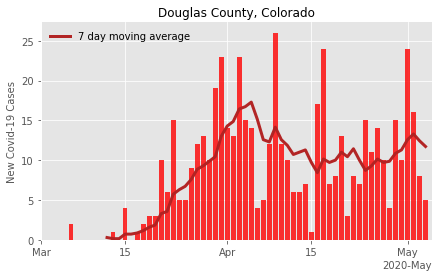 Douglas County, Colorado
7 day moving average
New Covid-19 Cases
25
20
15
10
5
0
Mar
15
Apr
15
May
2020-May